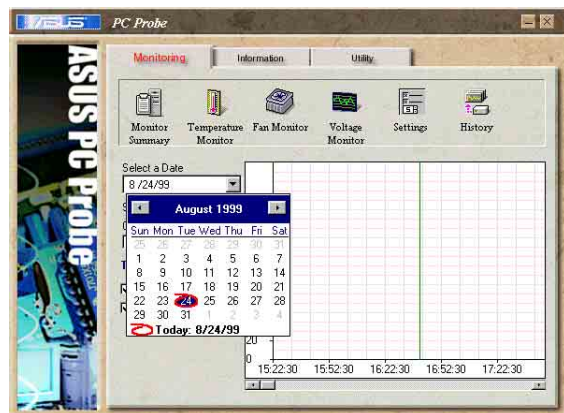 ASUS PC Probe
ASUS PC Probe
Monitoring Information Utility
Monitor Summary
Temperature Monitor
Fan Monitor
Voltage Monitor
Settings
History
Select a Date
8 /24/99
August 1999
Sun Mon Tue Wed Thu Fri Sat
25 26 27 28 29 30 31
1 2 3 4 5 6 7
8 9 10 11 12 13 14
15 16 17 18 19 20 21
22 23 24 25 26 27 28
29 30 31 1 2 3 4
Today: 8/24/99
20
0
15:22:30 15:52:30 16:22:30 16:52:30 17:22:30